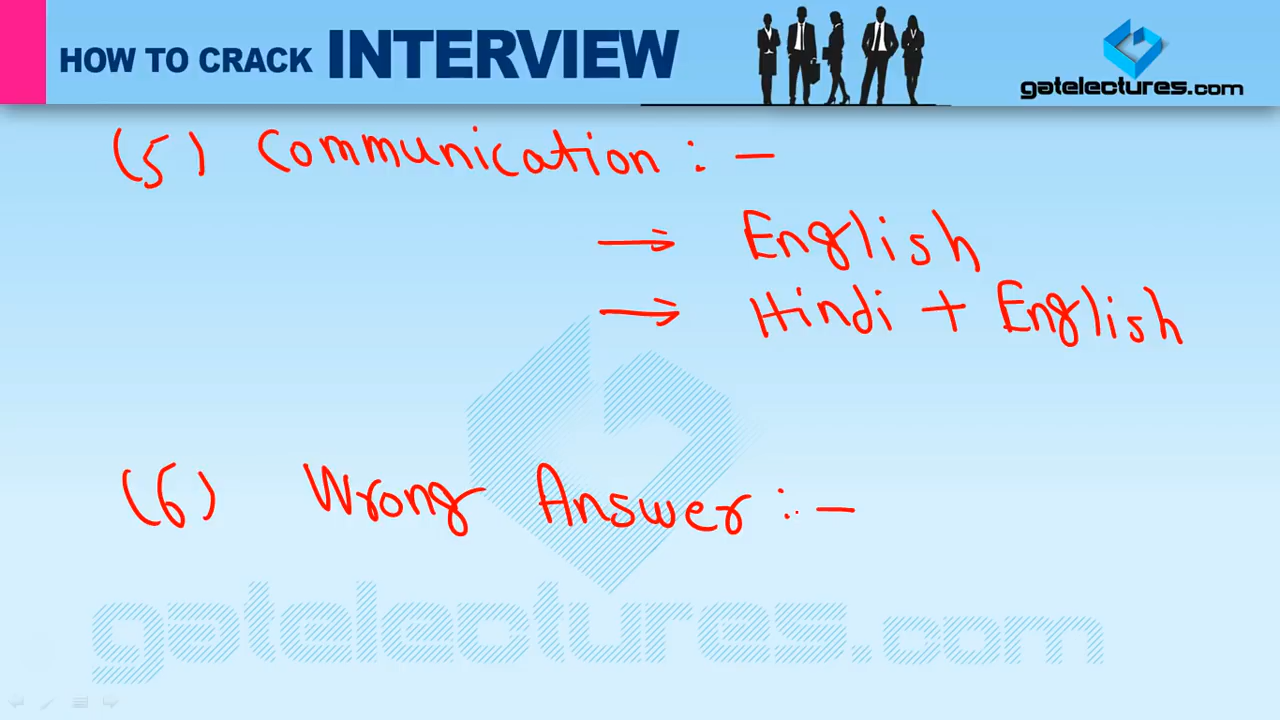 HOW TO CRACK INTERVIEW
gatelectures.com
(5) Communication :-
→ English
→ Hindi + English
(6) Wrong Answer :-
gatelectures.com